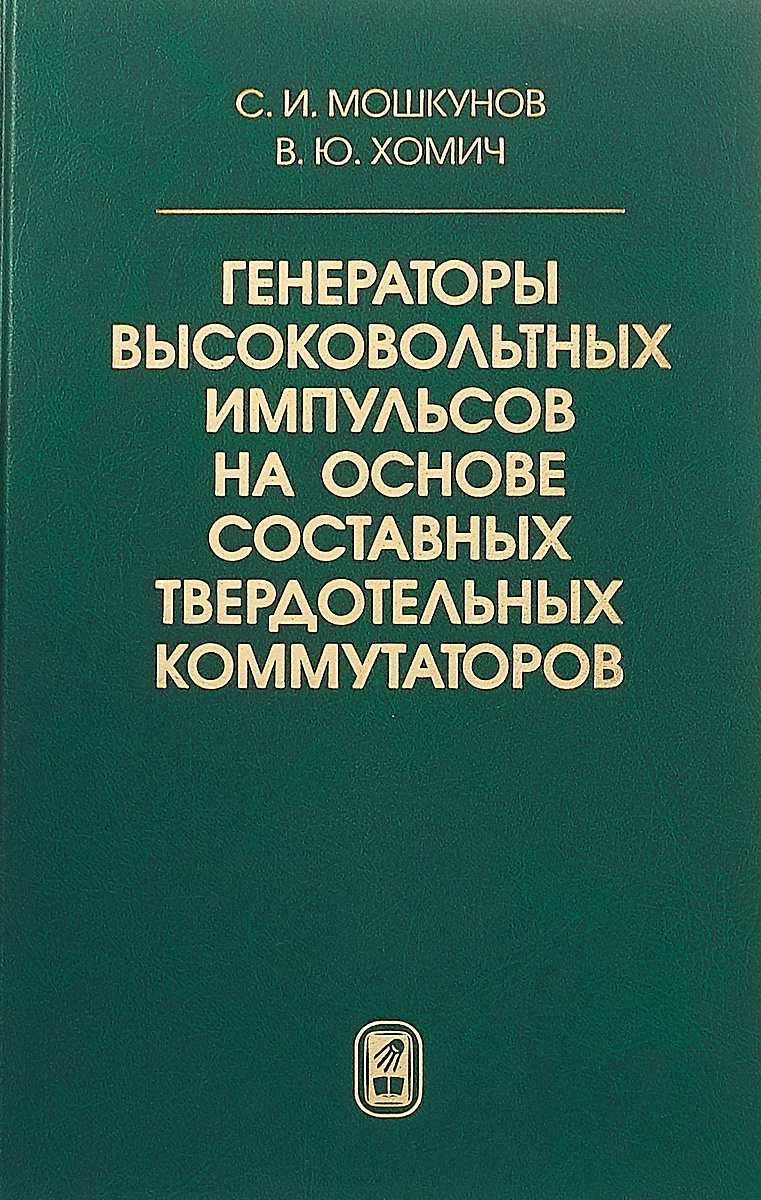 С. И. МОШКУНОВ
В. Ю. ХОМИЧ
ГЕНЕРАТОРЫ
ВЫСОКОВОЛЬТНЫХ
ИМПУЛЬСОВ
НА ОСНОВЕ
СОСТАВНЫХ
ТВЕРДОТЕЛЬНЫХ
КОММУТАТОРОВ